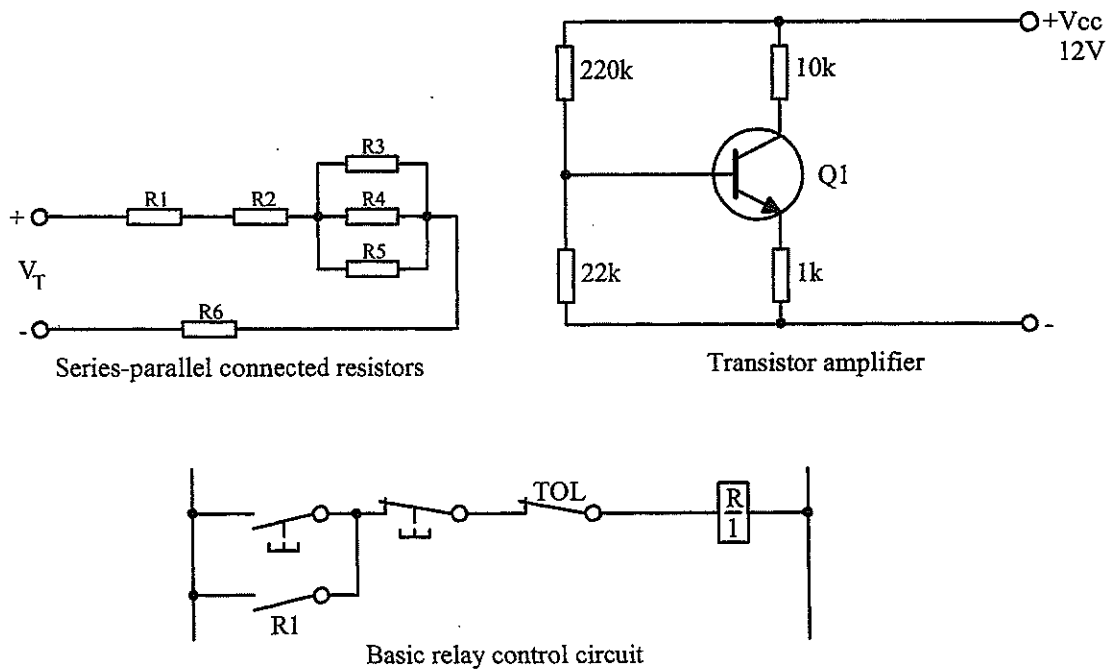 +Vcc
12V
220k
10k
Q1
22k
1k
-
Transistor amplifier
R3
R1
R2
R4
+
R5
VT
R6
-
Series-parallel connected resistors
TOL
R
1
R1
Basic relay control circuit